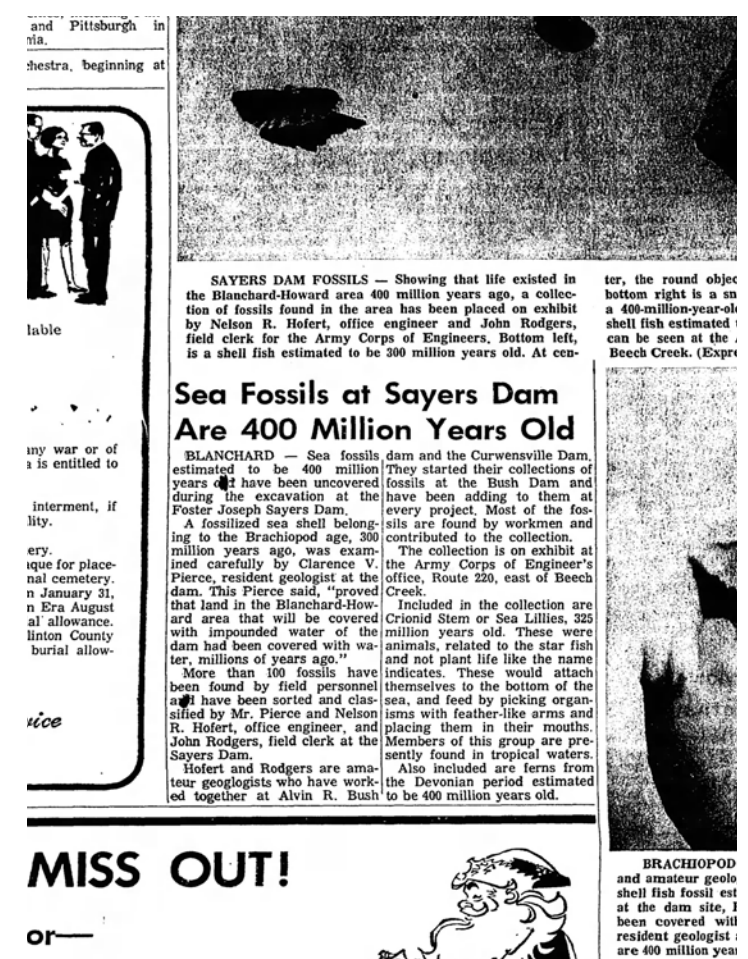 and Pittsburgh in
nia.
chestra, beginning at
lable
any war or of
a is entitled to
interment, if
lity.
ery.
que for place-
nal cemetery.
n January 31,
n Era August
al allowance.
linton County
burial allow-
vice
SAYERS DAM FOSSILS — Showing that life existed in
the Blanchard-Howard area 400 million years ago, a collec-
tion of fossils found in the area has been placed on exhibit
by Nelson R. Hofert, office engineer and John Rodgers,
field clerk for the Army Corps of Engineers. Bottom left,
is a shell fish estimated to be 300 million years old. At cen-
ter, the round objec
bottom right is a sn
a 400-million-year-old
shell fish estimated
can be seen at the
Beech Creek. (Expre
Sea Fossils at Sayers Dam
Are 400 Million Years Old
BLANCHARD — Sea fossils
estimated to be 400 million
years old have been uncovered
during the excavation at the
Foster Joseph Sayers Dam.
A fossilized sea shell belong-
ing to the Brachiopod age, 300
million years ago, was exam-
ined carefully by Clarence V.
Pierce, resident geologist at the
dam. This Pierce said, "proved
that land in the Blanchard-How-
ard area that will be covered
with impounded water of the
dam had been covered with wa-
ter, millions of years ago."
More than 100 fossils have
been found by field personnel
and have been sorted and clas-
sified by Mr. Pierce and Nelson
R. Hofert, office engineer, and
John Rodgers, field clerk at the
Sayers Dam.
Hofert and Rodgers are ama-
teur geoglogists who have work-
ed together at Alvin R. Bush
dam and the Curwensville Dam.
They started their collections of
fossils at the Bush Dam and
have been adding to them at
every project. Most of the fos-
sils are found by workmen and
contributed to the collection.
The collection is on exhibit at
the Army Corps of Engineer's
office, Route 220, east of Beech
Creek.
Included in the collection are
Crionid Stem or Sea Lillies, 325
million years old. These were
animals, related to the star fish
and not plant life like the name
indicates. These would attach
themselves to the bottom of the
sea, and feed by picking organ-
isms with feather-like arms and
placing them in their mouths.
Members of this group are pre-
sently found in tropical waters.
Also included are ferns from
the Devonian period estimated
to be 400 million years old.
BRACHIOPOD
and amateur geolo
shell fish fossil est
at the dam site,
been covered with
resident geologist
are 400 million yea
MISS OUT!
or—